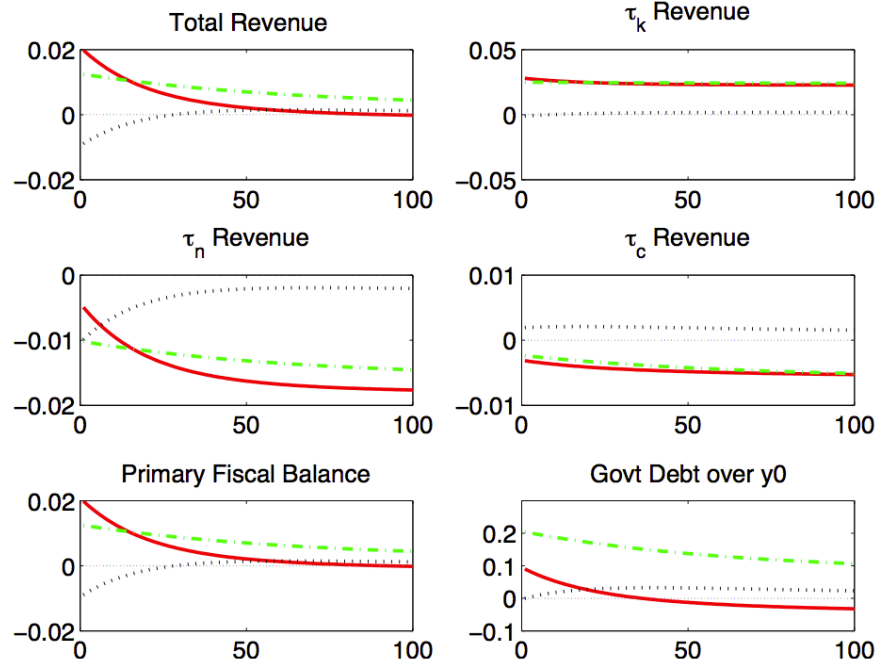 Total Revenue
0.02
0
−0.02
0 50 100
τk Revenue
0.05
0
−0.05
0 50 100
τn Revenue
0
−0.01
−0.02
0 50 100
τc Revenue
0.01
0
−0.01
0 50 100
Primary Fiscal Balance
0.02
0
−0.02
0 50 100
Govt Debt over y0
0.2
0.1
0
−0.1
0 50 100